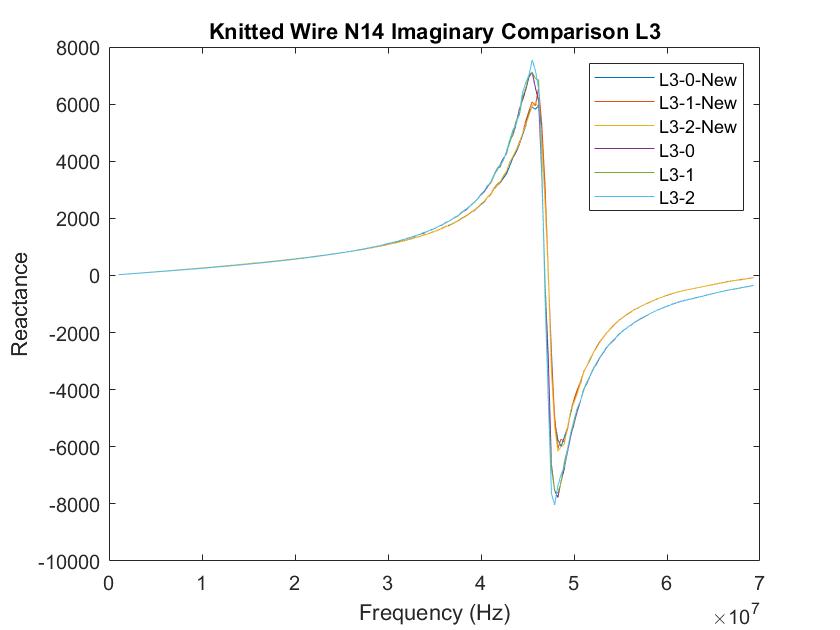 Knitted Wire N14 Imaginary Comparison L3
8000
6000
4000
2000
0
-2000
-4000
-6000
-8000
-10000
Reactance
L3-0-New
L3-1-New
L3-2-New
L3-0
L3-1
L3-2
0 1 2 3 4 5 6 7
Frequency (Hz)
×10⁷